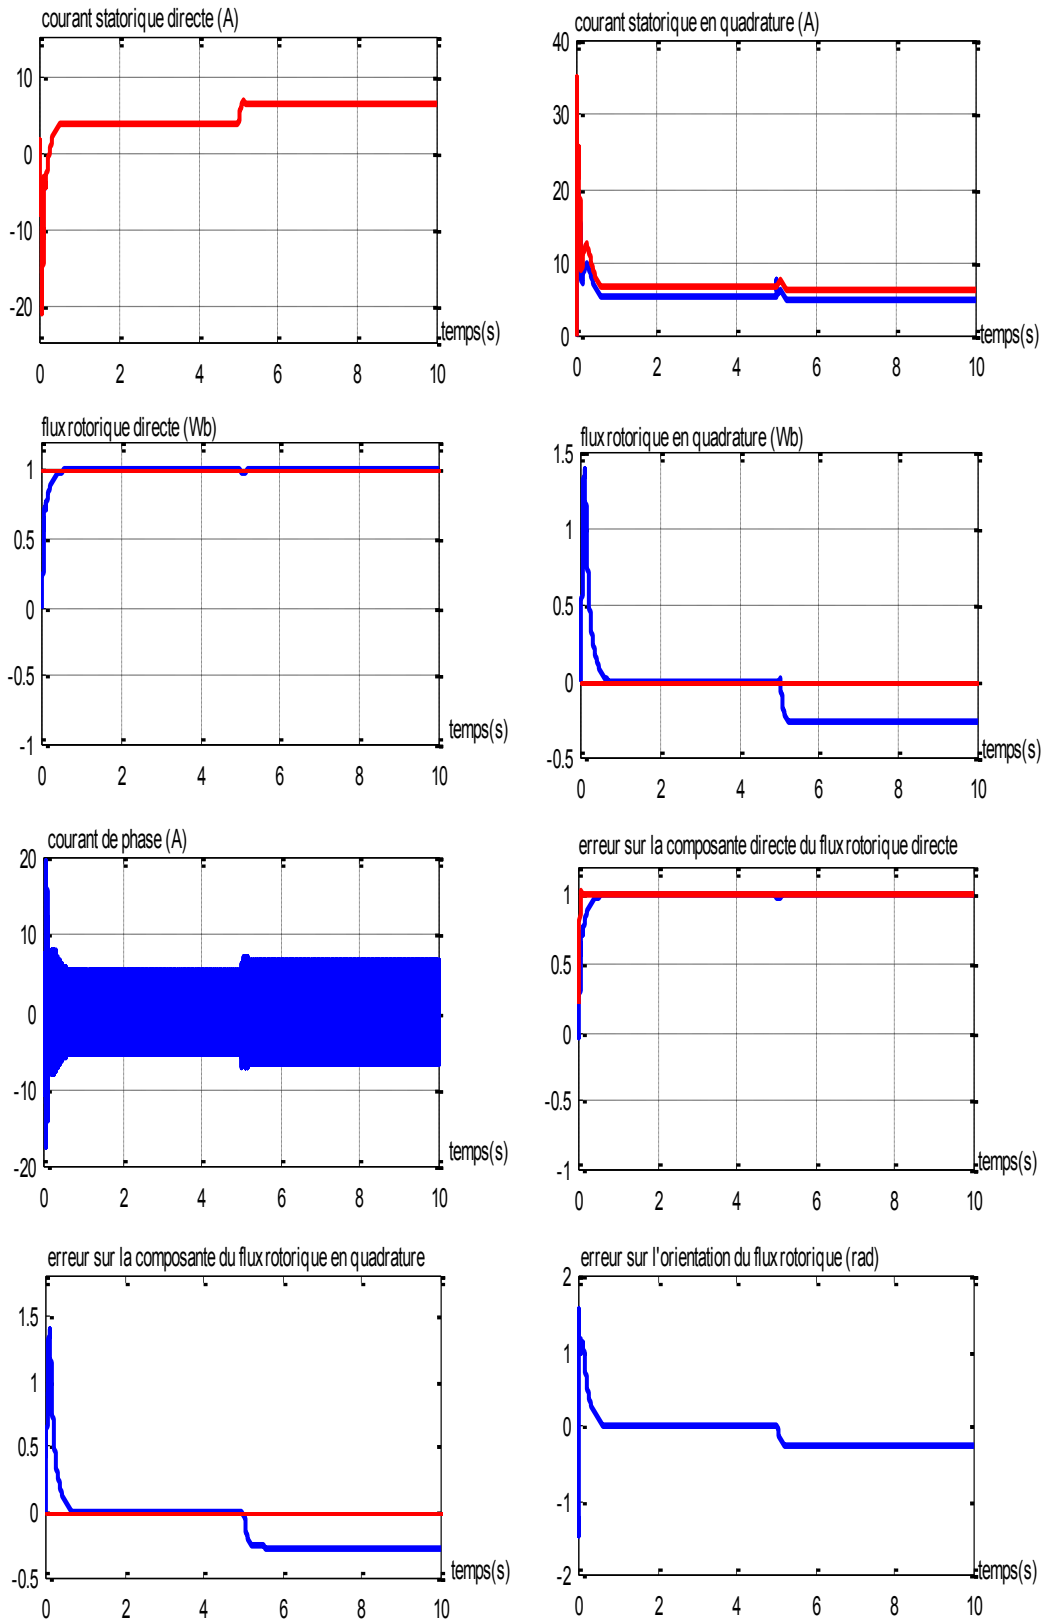 courant statorique directe (A)
10
0
-10
-20
0 2 4 6 8 10
temps(s)
courant statorique en quadrature (A)
40
30
20
10
0
0 2 4 6 8 10
temps(s)
flux rotorique directe (Wb)
1
0.5
0
-0.5
-1
0 2 4 6 8 10
temps(s)
flux rotorique en quadrature (Wb)
1.5
1
0.5
0
-0.5
0 2 4 6 8 10
temps(s)
courant de phase (A)
20
10
0
-10
-20
0 2 4 6 8 10
temps(s)
erreur sur la composante directe du flux rotorique directe
1
0.5
0
-0.5
-1
0 2 4 6 8 10
temps(s)
erreur sur la composante du flux rotorique en quadrature
1.5
1
0.5
0
-0.5
0 2 4 6 8 10
temps(s)
erreur sur l'orientation du flux rotorique (rad)
2
1
0
-1
-2
0 2 4 6 8 10
temps(s)